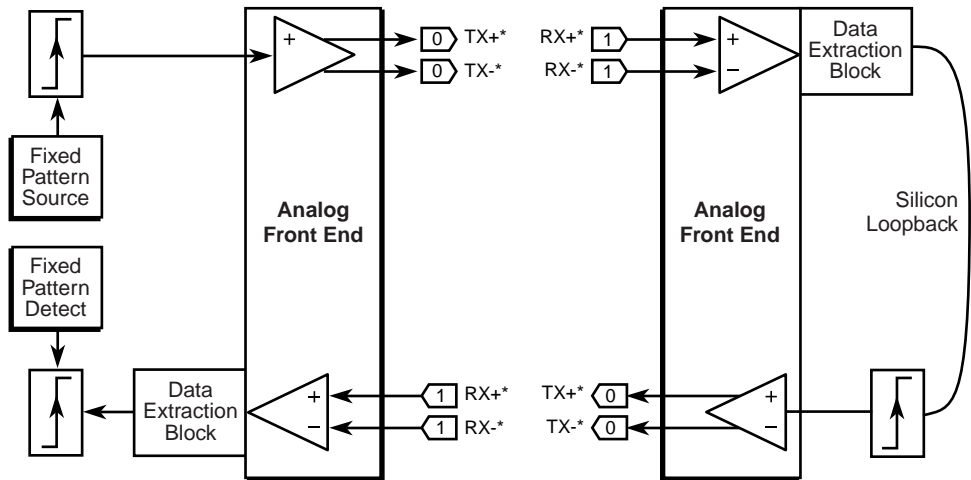 +
0 TX+*
0 TX-*
Fixed
Pattern
Source
Analog
Front End
Fixed
Pattern
Detect
Data
Extraction
Block
+
−
1 RX+*
1 RX-*
RX+* 1
RX-* 1
+
−
Data
Extraction
Block
Analog
Front End
Silicon
Loopback
TX+* 0
TX-* 0
+
−